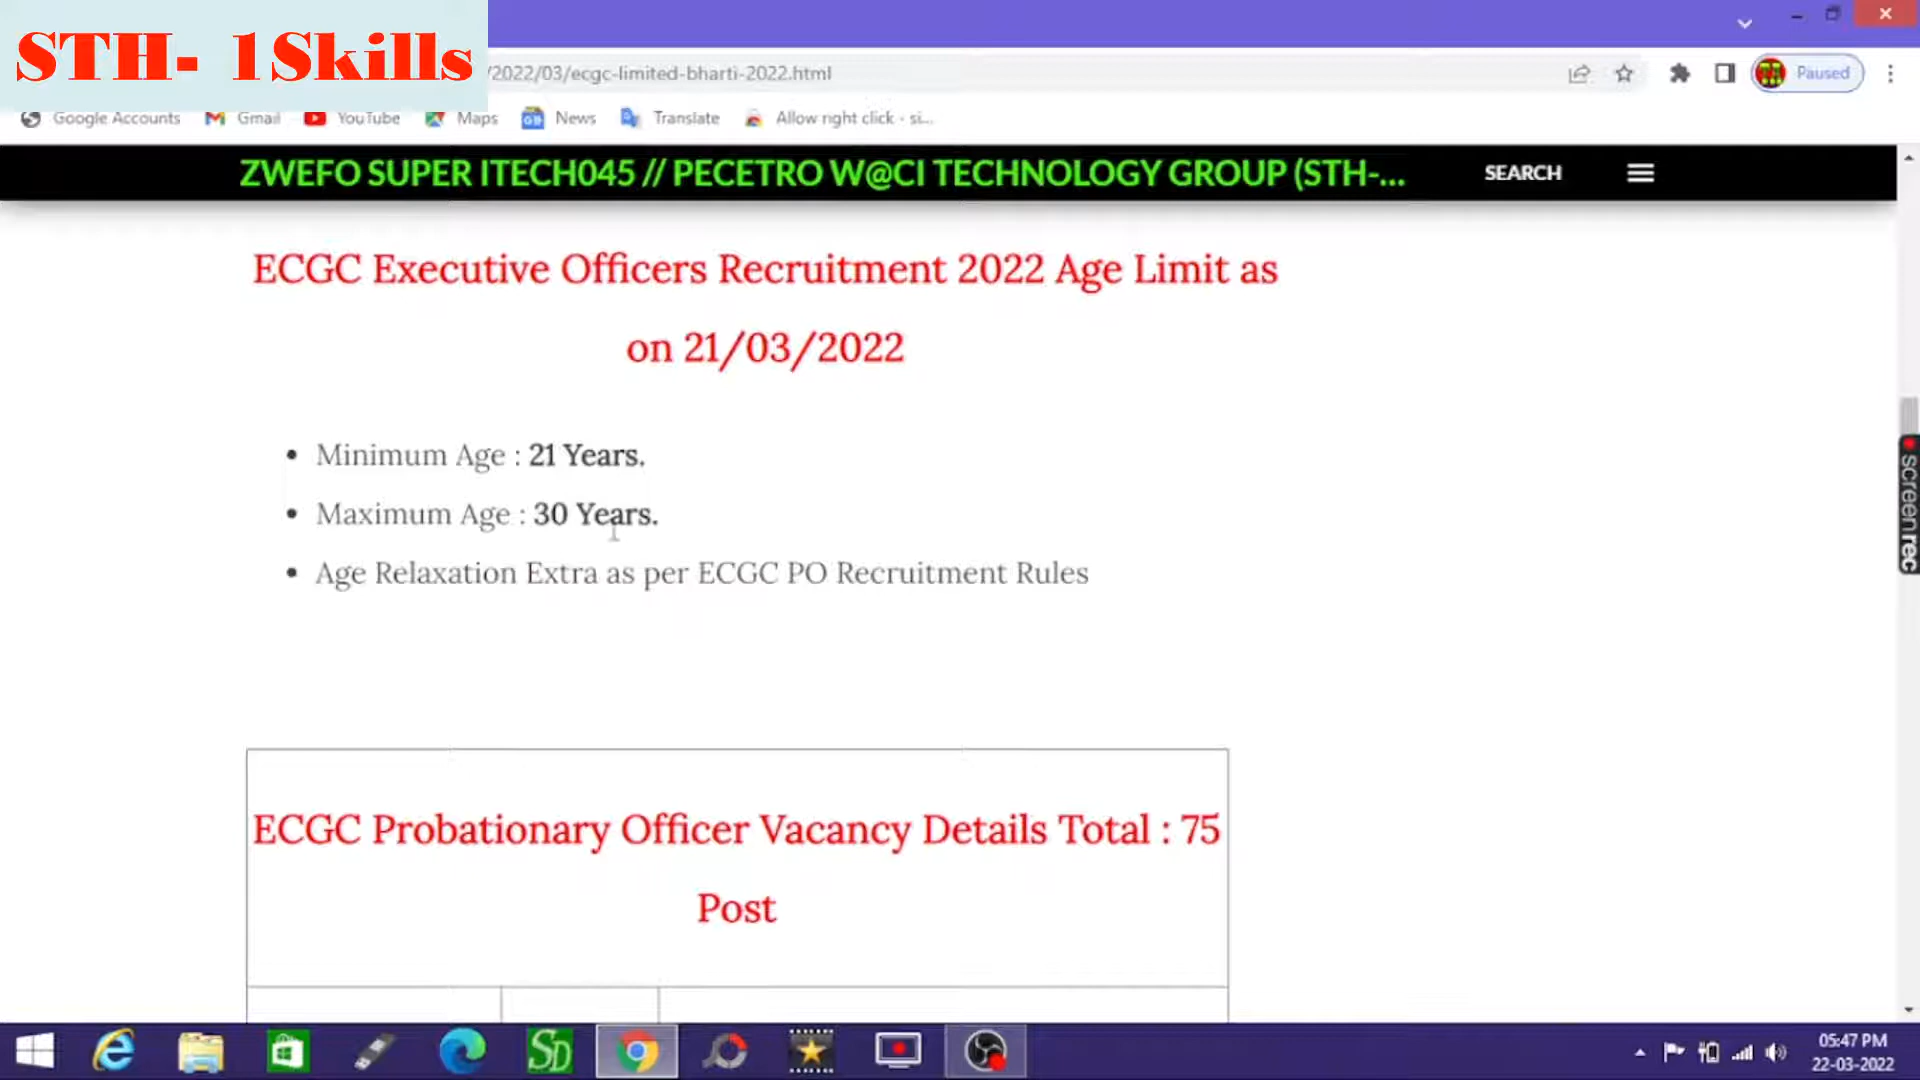 STH- 1Skills
/2022/03/ecgc-limited-bharti-2022.html
Paused
Google Accounts
Gmail
YouTube
Maps
News
Translate
Allow right click - si...
ZWEFO SUPER ITECH045 // PECETRO W@CI TECHNOLOGY GROUP (STH-...
SEARCH
ECGC Executive Officers Recruitment 2022 Age Limit as
on 21/03/2022
• Minimum Age : 21 Years.
• Maximum Age : 30 Years.
• Age Relaxation Extra as per ECGC PO Recruitment Rules
screenrec
ECGC Probationary Officer Vacancy Details Total : 75
Post
SD
05:47 PM
22-03-2022